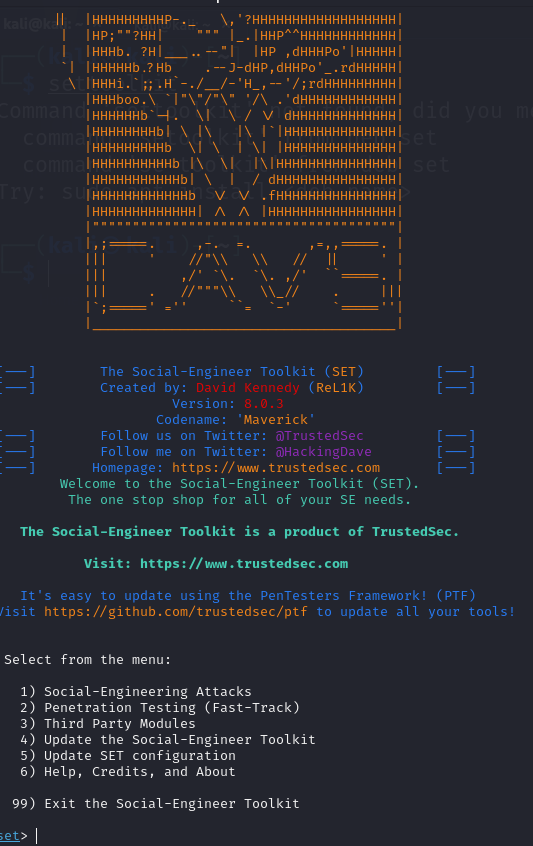 [---] The Social-Engineer Toolkit (SET) [---]
[---] Created by: David Kennedy (ReL1K) [---]
Version: 8.0.3
Codename: 'Maverick'
[---] Follow us on Twitter: @TrustedSec [---]
[---] Follow me on Twitter: @HackingDave [---]
[---] Homepage: https://www.trustedsec.com [---]
Welcome to the Social-Engineer Toolkit (SET).
The one stop shop for all of your SE needs.
The Social-Engineer Toolkit is a product of TrustedSec.
Visit: https://www.trustedsec.com
It's easy to update using the PenTesters Framework! (PTF)
Visit https://github.com/trustedsec/ptf to update all your tools!
Select from the menu:
1) Social-Engineering Attacks
2) Penetration Testing (Fast-Track)
3) Third Party Modules
4) Update the Social-Engineer Toolkit
5) Update SET configuration
6) Help, Credits, and About
99) Exit the Social-Engineer Toolkit
set>